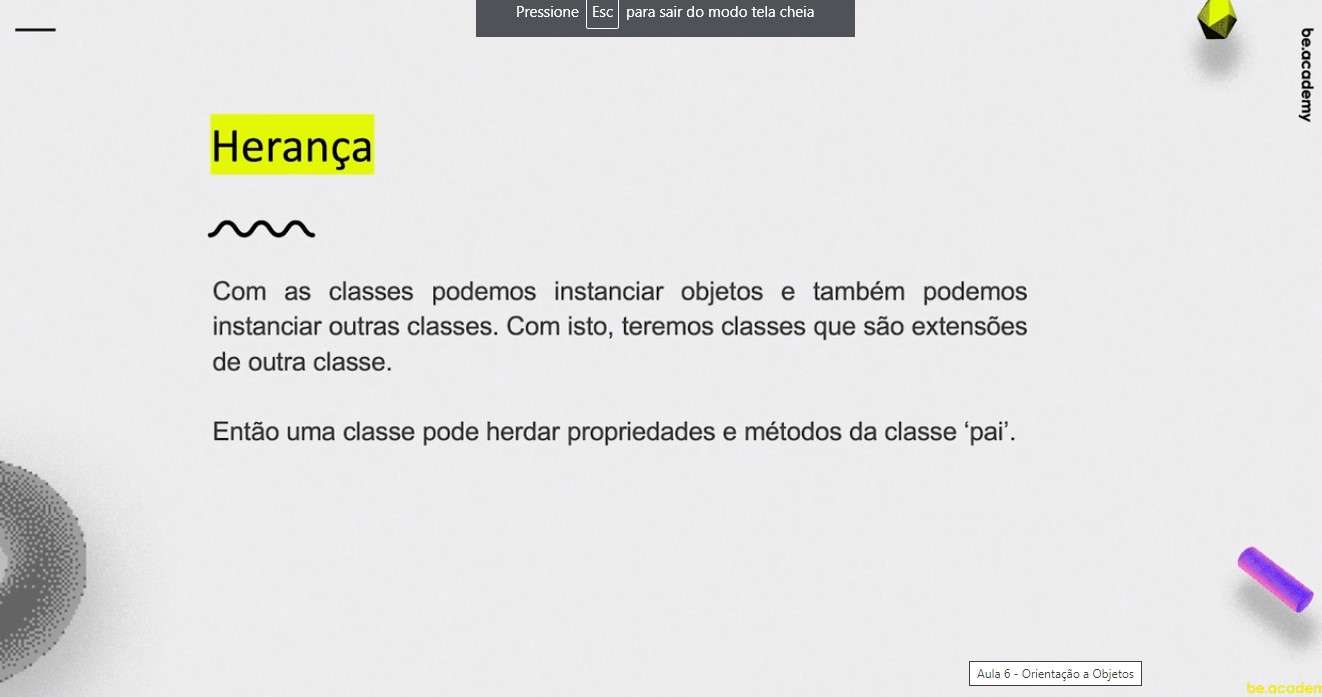 Pressione Esc para sair do modo tela cheia
be.academy
Herança
Com as classes podemos instanciar objetos e também podemos
instanciar outras classes. Com isto, teremos classes que são extensões
de outra classe.
Então uma classe pode herdar propriedades e métodos da classe ‘pai’.
Aula 6 - Orientação a Objetos
be.academ